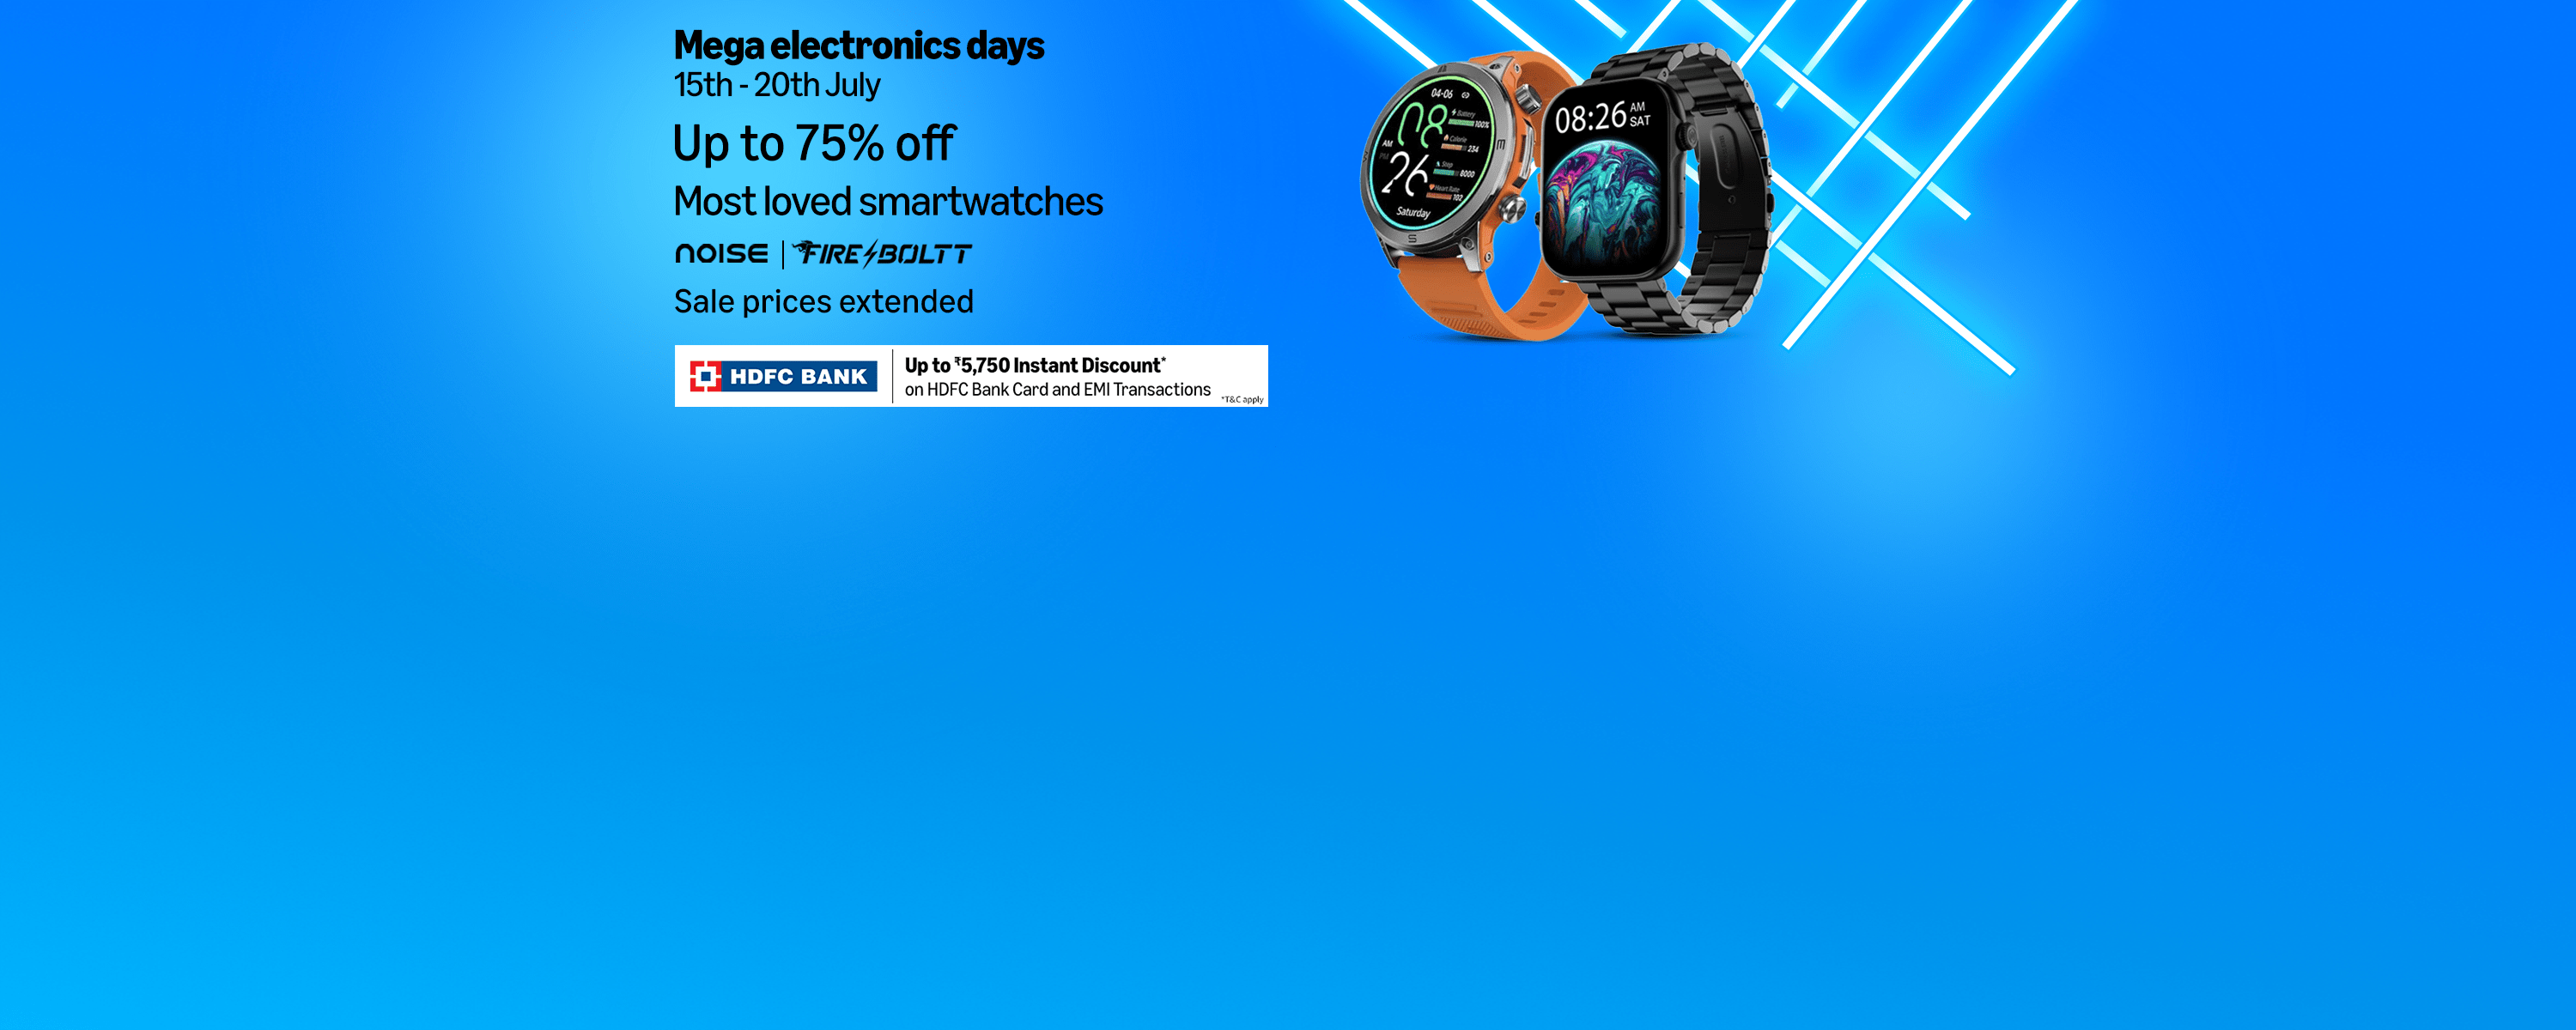 Mega electronics days
15th - 20th July
Up to 75% off
Most loved smartwatches
noise | FIRE BOLTT
Sale prices extended
HDFC BANK
Up to ₹5,750 Instant Discount*
on HDFC Bank Card and EMI Transactions
*T&C apply
04-06
08
Battery
100%
Calorie
234
AM
PM
26
Step
8000
Heart Rate
102
Saturday
S
E
08:26 AM
SAT